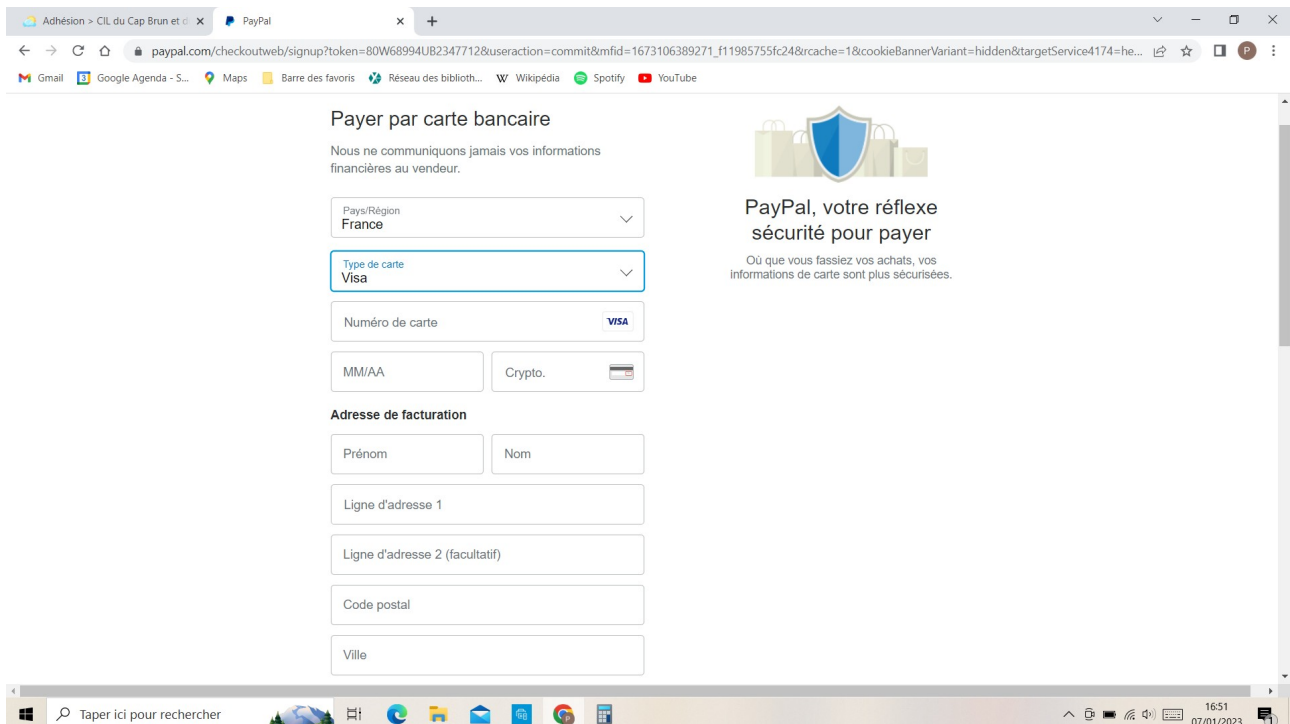 Adhésion > CIL du Cap Brun et d
PayPal
paypal.com/checkoutweb/signup?token=80W68994UB2347712&useraction=commit&mfid=1673106389271_f11985755fc24&rcache=1&cookieBannerVariant=hidden&targetService4174=he...
P
Gmail
Google Agenda - S...
Maps
Barre des favoris
Réseau des biblioth...
W Wikipédia
Spotify
YouTube
Payer par carte bancaire
Nous ne communiquons jamais vos informations
financières au vendeur.
Pays/Région
France
Type de carte
Visa
Numéro de carte
VISA
MM/AA
Crypto.
Adresse de facturation
Prénom
Nom
Ligne d'adresse 1
Ligne d'adresse 2 (facultatif)
Code postal
Ville
PayPal, votre réflexe
sécurité pour payer
Où que vous fassiez vos achats, vos
informations de carte sont plus sécurisées.
Taper ici pour rechercher
16:51
07/01/2023